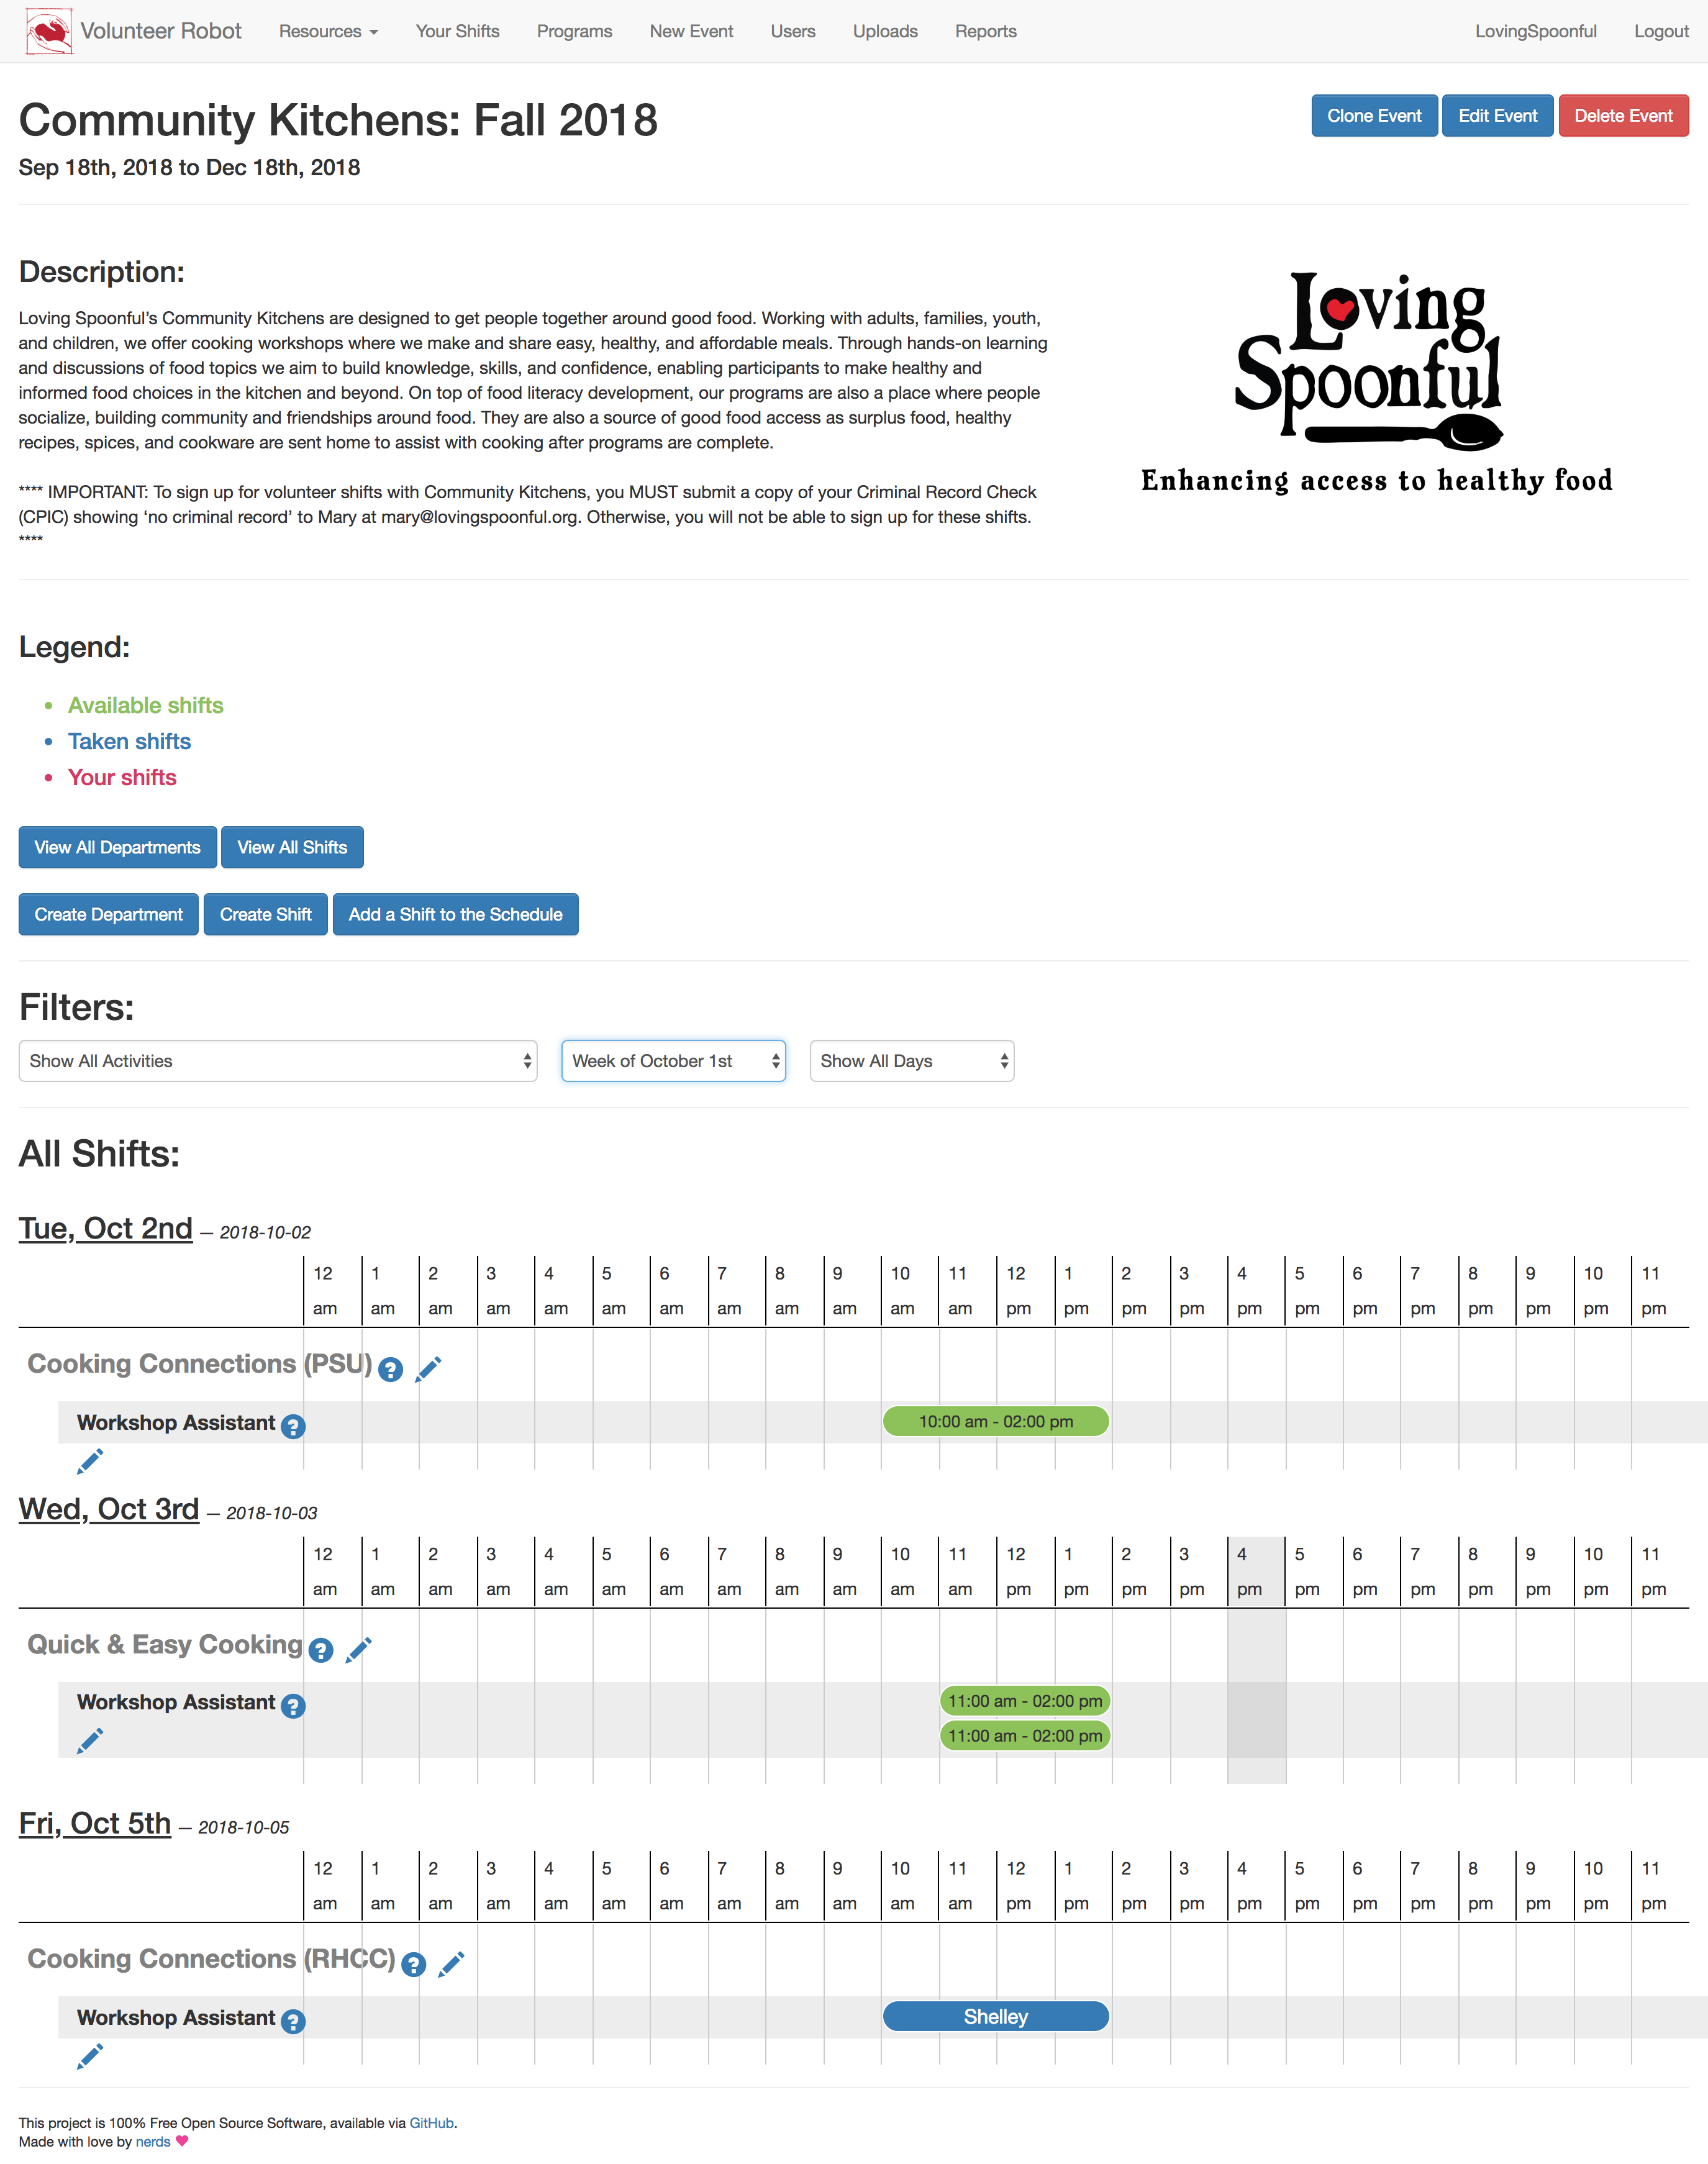 Volunteer Robot Resources Your Shifts Programs New Event Users Uploads Reports LovingSpoonful Logout
Community Kitchens: Fall 2018
Clone Event Edit Event Delete Event
Sep 18th, 2018 to Dec 18th, 2018
Description:
Loving Spoonful’s Community Kitchens are designed to get people together around good food. Working with adults, families, youth,
and children, we offer cooking workshops where we make and share easy, healthy, and affordable meals. Through hands-on learning
and discussions of food topics we aim to build knowledge, skills, and confidence, enabling participants to make healthy and
informed food choices in the kitchen and beyond. On top of food literacy development, our programs are also a place where people
socialize, building community and friendships around food. They are also a source of good food access as surplus food, healthy
recipes, spices, and cookware are sent home to assist with cooking after programs are complete.
**** IMPORTANT: To sign up for volunteer shifts with Community Kitchens, you MUST submit a copy of your Criminal Record Check
(CPIC) showing ‘no criminal record’ to Mary at mary@lovingspoonful.org. Otherwise, you will not be able to sign up for these shifts.
****
Loving
Spoonful
Enhancing access to healthy food
Legend:
• Available shifts
• Taken shifts
• Your shifts
View All Departments View All Shifts
Create Department Create Shift Add a Shift to the Schedule
Filters:
Show All Activities Week of October 1st Show All Days
All Shifts:
Tue, Oct 2nd — 2018-10-02
12 1 2 3 4 5 6 7 8 9 10 11 12 1 2 3 4 5 6 7 8 9 10 11
am am am am am am am am am am am am pm pm pm pm pm pm pm pm pm pm pm pm
Cooking Connections (PSU) ?
Workshop Assistant ? 10:00 am - 02:00 pm
Wed, Oct 3rd — 2018-10-03
12 1 2 3 4 5 6 7 8 9 10 11 12 1 2 3 4 5 6 7 8 9 10 11
am am am am am am am am am am am am pm pm pm pm pm pm pm pm pm pm pm pm
Quick & Easy Cooking ?
Workshop Assistant ? 11:00 am - 02:00 pm
11:00 am - 02:00 pm
Fri, Oct 5th — 2018-10-05
12 1 2 3 4 5 6 7 8 9 10 11 12 1 2 3 4 5 6 7 8 9 10 11
am am am am am am am am am am am am pm pm pm pm pm pm pm pm pm pm pm pm
Cooking Connections (RHCC) ?
Workshop Assistant ? Shelley
This project is 100% Free Open Source Software, available via GitHub.
Made with love by nerds ♥